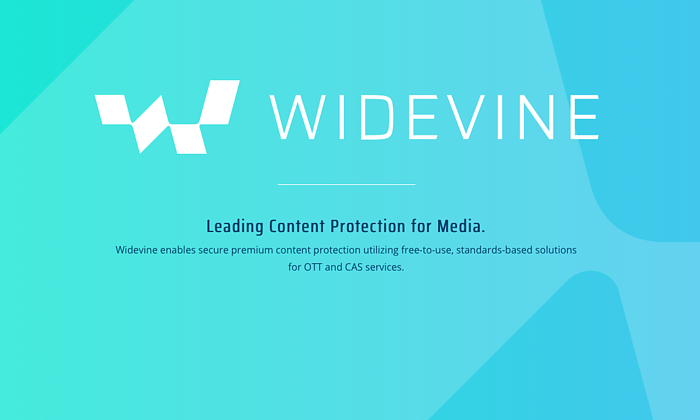 WIDEVINE
Leading Content Protection for Media.
Widevine enables secure premium content protection utilizing free-to-use, standards-based solutions
for OTT and CAS services.